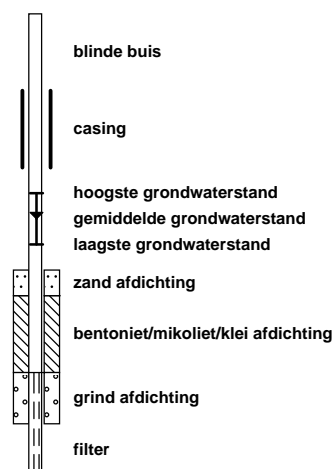 blinde buis
casing
hoogste grondwaterstand
gemiddelde grondwaterstand
laagste grondwaterstand
zand afdichting
bentoniet/mikoliet/klei afdichting
grind afdichting
filter